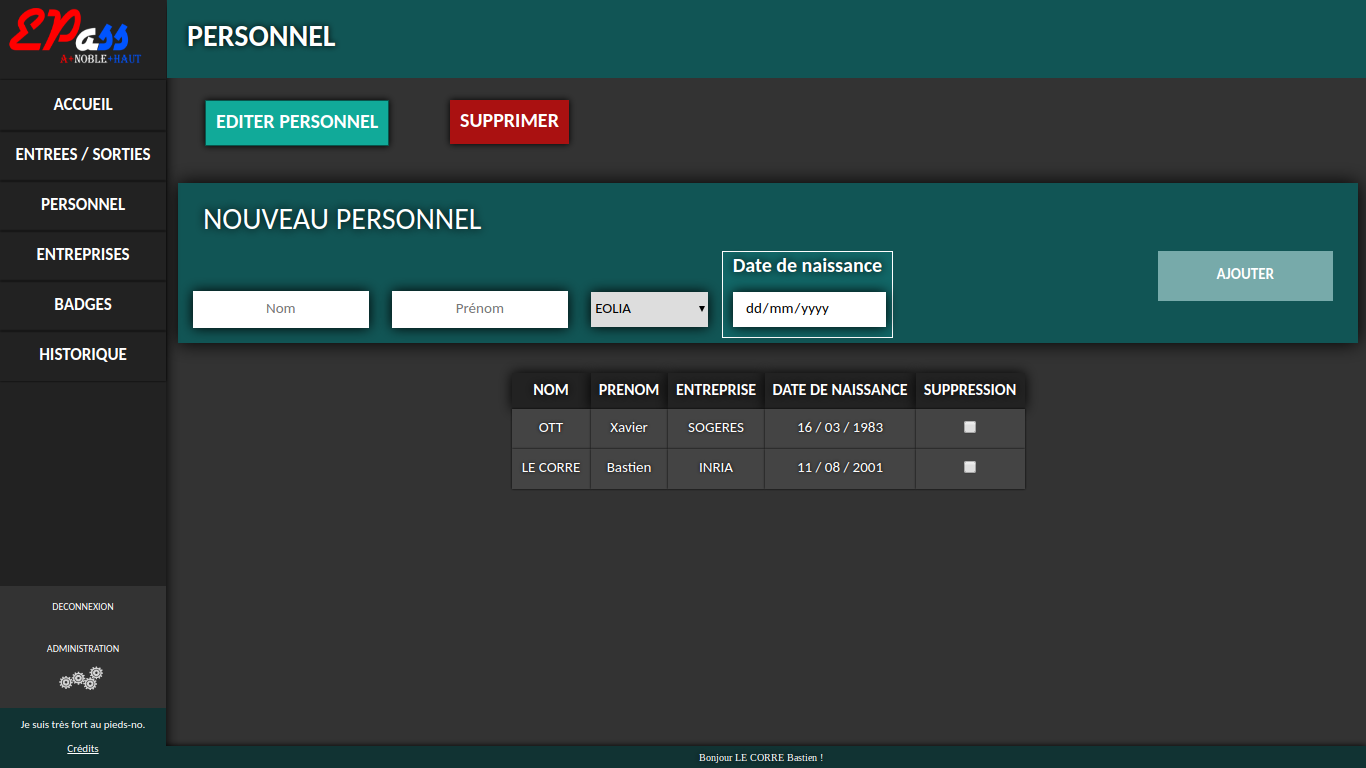 EPass
A+NOBLE+HAUT
PERSONNEL
ACCUEIL
ENTREES / SORTIES
PERSONNEL
ENTREPRISES
BADGES
HISTORIQUE
DECONNEXION
ADMINISTRATION
Je suis très fort au pieds-no.
Crédits
EDITER PERSONNEL
SUPPRIMER
NOUVEAU PERSONNEL
Date de naissance
Nom
Prénom
EOLIA
dd/mm/yyyy
AJOUTER
NOM PRENOM ENTREPRISE DATE DE NAISSANCE SUPPRESSION
OTT Xavier SOGERES 16 / 03 / 1983
LE CORRE Bastien INRIA 11 / 08 / 2001
Bonjour LE CORRE Bastien !